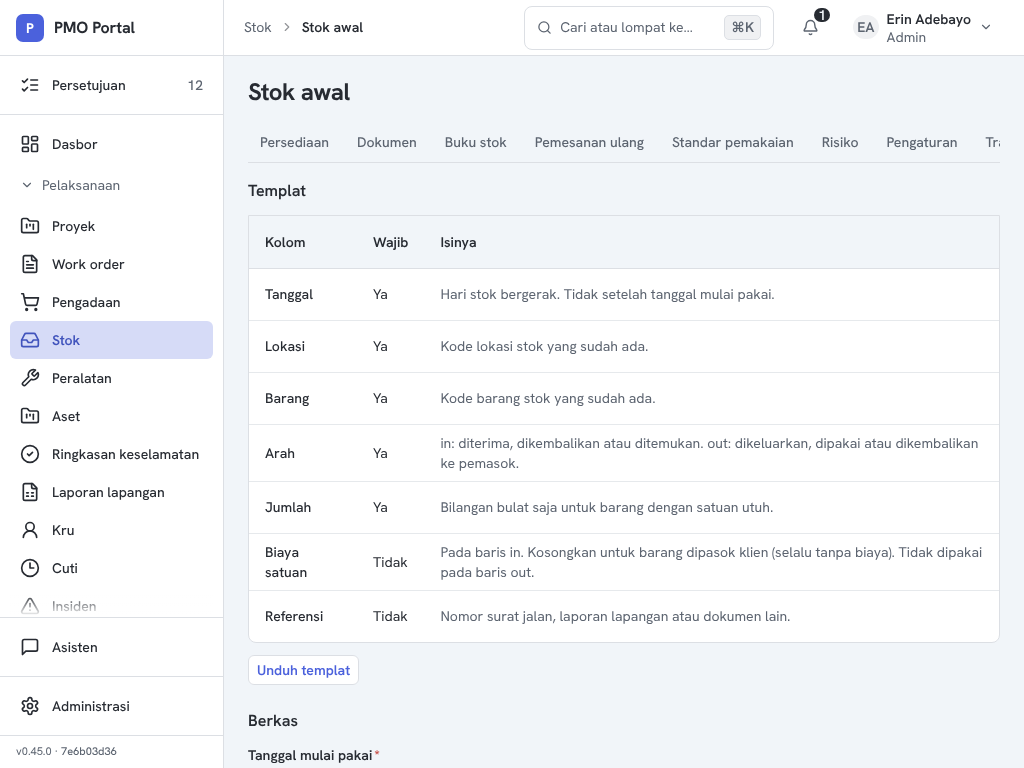 P PMO Portal
Persetujuan 12
Dasbor
Pelaksanaan
Proyek
Work order
Pengadaan
Stok
Peralatan
Aset
Ringkasan keselamatan
Laporan lapangan
Kru
Cuti
Insiden
Asisten
Administrasi
v0.45.0 · 7e6b03d36
Stok > Stok awal
Cari atau lompat ke... ⌘K
1
EA Erin Adebayo
Admin
Stok awal
Persediaan Dokumen Buku stok Pemesanan ulang Standar pemakaian Risiko Pengaturan
Templat
Kolom Wajib Isinya
Tanggal Ya Hari stok bergerak. Tidak setelah tanggal mulai pakai.
Lokasi Ya Kode lokasi stok yang sudah ada.
Barang Ya Kode barang stok yang sudah ada.
Arah Ya in: diterima, dikembalikan atau ditemukan. out: dikeluarkan, dipakai atau dikembalikan
ke pemasok.
Jumlah Ya Bilangan bulat saja untuk barang dengan satuan utuh.
Biaya satuan Tidak Pada baris in. Kosongkan untuk barang dipasok klien (selalu tanpa biaya). Tidak dipakai
pada baris out.
Referensi Tidak Nomor surat jalan, laporan lapangan atau dokumen lain.
Unduh templat
Berkas
Tanggal mulai pakai *